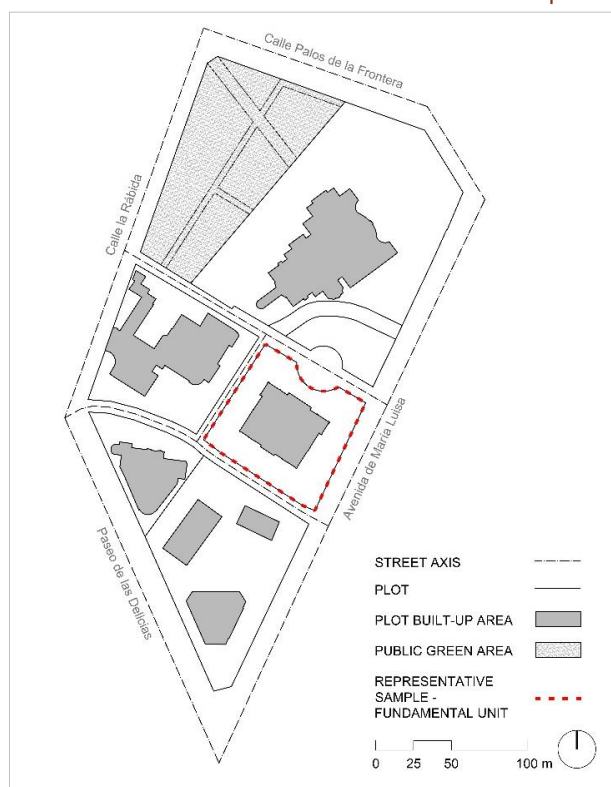 Calle Palos de la Frontera
Calle la Rábida
Avenida de María Luisa
Paseo de las Delicias
STREET AXIS
PLOT
PLOT BUILT-UP AREA
PUBLIC GREEN AREA
REPRESENTATIVE
SAMPLE -
FUNDAMENTAL UNIT
0 25 50 100 m